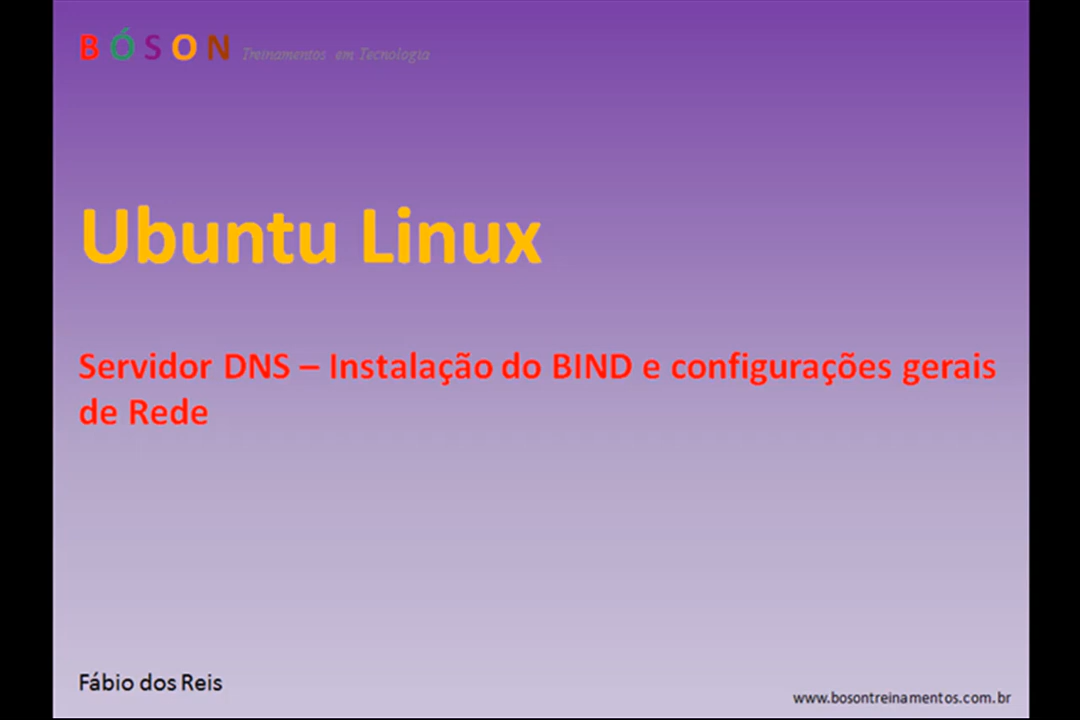 BÓSON Treinamentos em Tecnologia
Ubuntu Linux
Servidor DNS – Instalação do BIND e configurações gerais
de Rede
Fábio dos Reis
www.bosontreinamentos.com.br